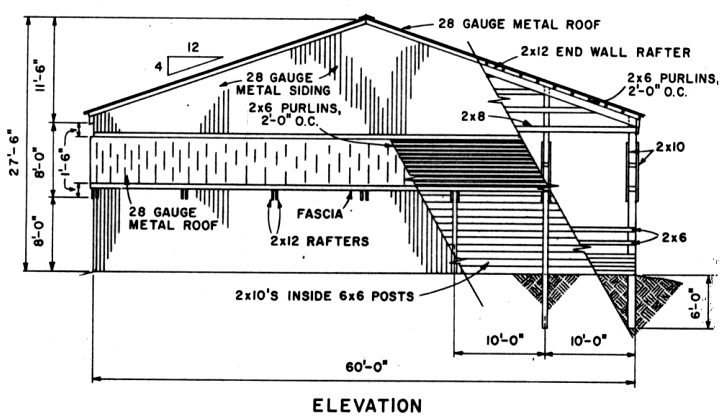 28 GAUGE METAL ROOF
12
4
2x12 END WALL RAFTER
28 GAUGE
METAL SIDING
2x6 PURLINS,
2'-0" O.C.
2x6 PURLINS,
2'-0" O.C.
11'-6"
2x8
27'-6"
8'-0"
1'-6"
2x10
28 GAUGE
METAL ROOF
FASCIA
2x12 RAFTERS
8'-0"
2x6
2x10'S INSIDE 6x6 POSTS
6'-0"
10'-0"
10'-0"
60'-0"
ELEVATION